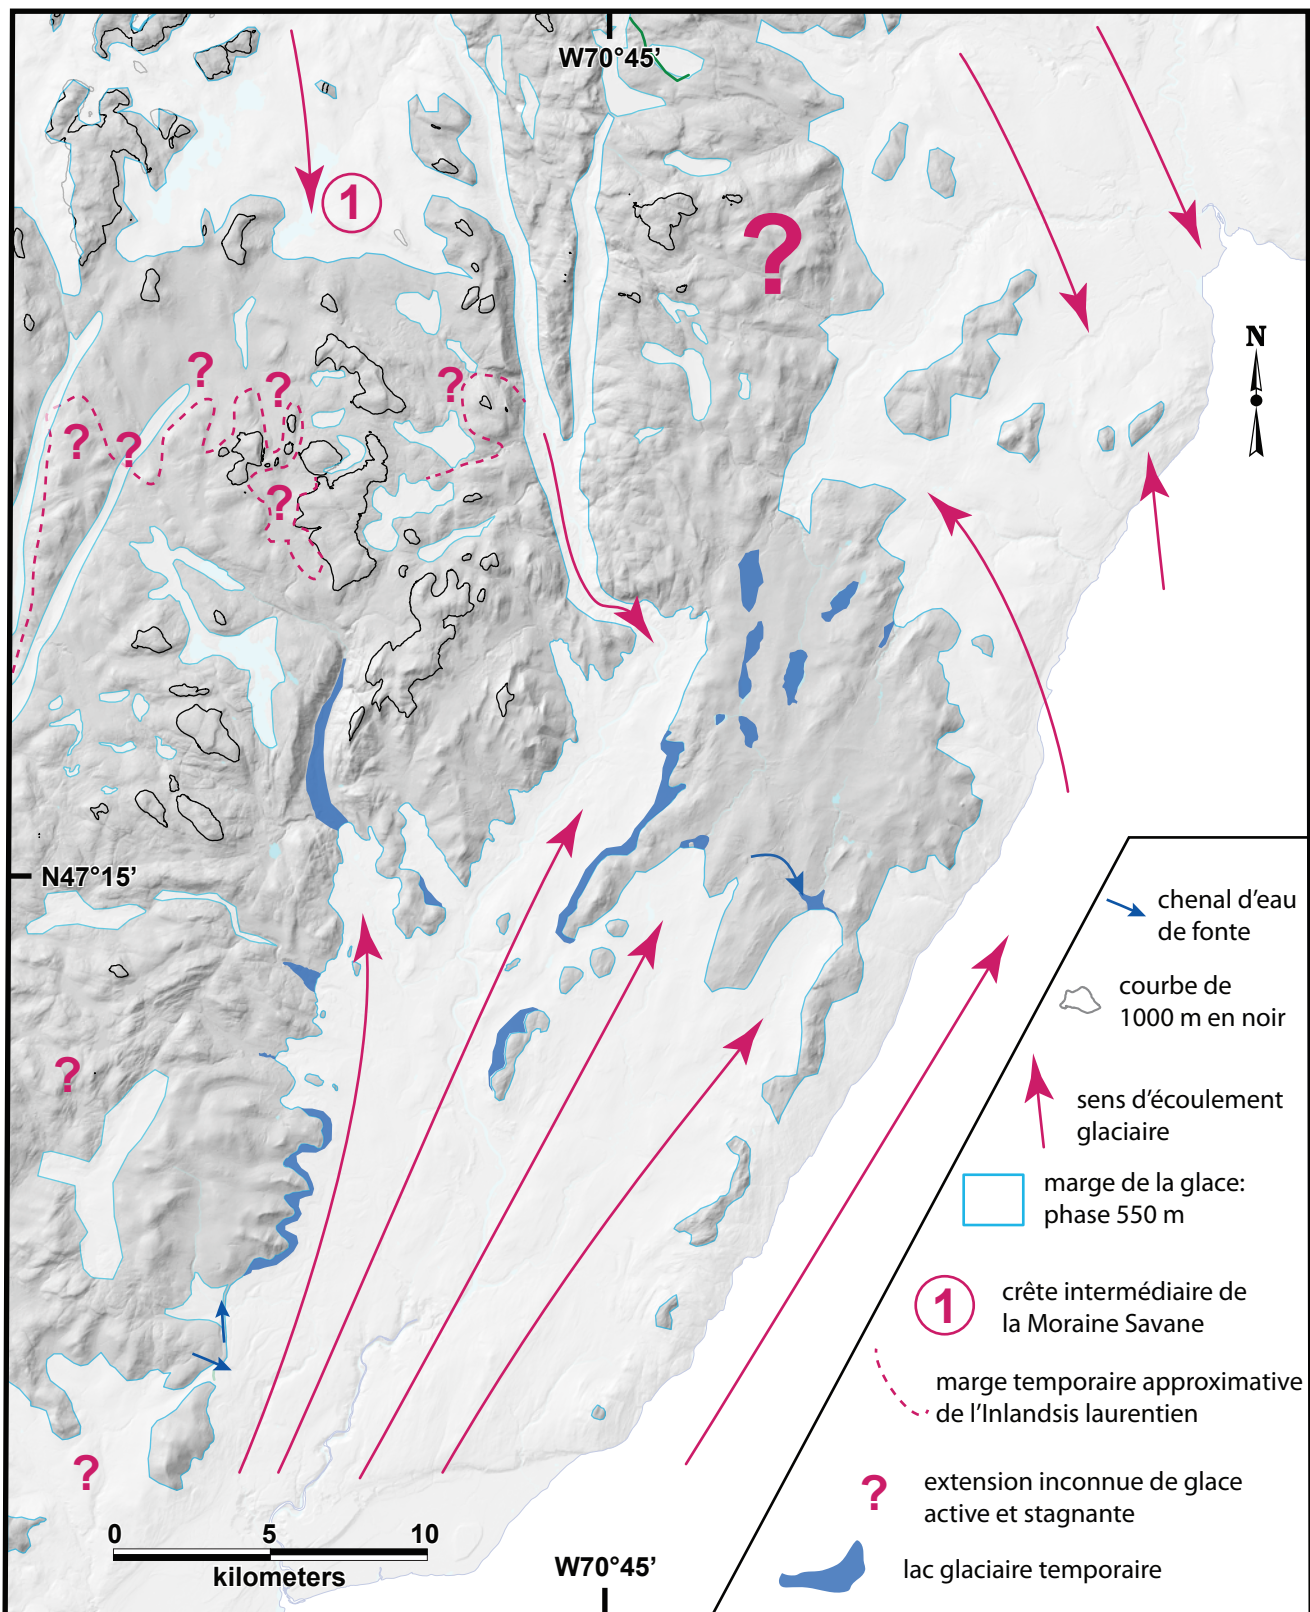 W70°45'
1
?
N
?
?
?
?
?
?
N47°15'
?
?
chenal d'eau
de fonte
courbe de
1000 m en noir
sens d'écoulement
glaciaire
marge de la glace:
phase 550 m
1
crête intermédiaire de
la Moraine Savane
marge temporaire approximative
de l'Inlandsis laurentien
?
extension inconnue de glace
active et stagnante
lac glaciaire temporaire
0 5 10
kilometers
W70°45'